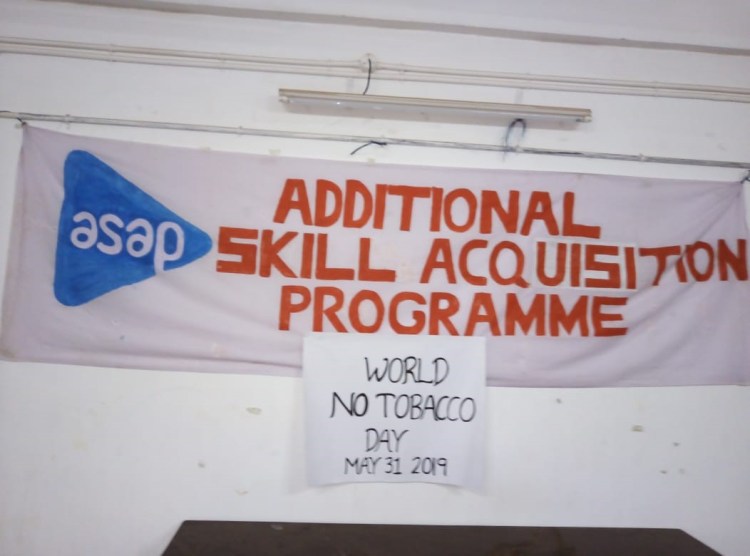 asap
ADDITIONAL
SKILL ACQUISITION
PROGRAMME
WORLD
NO TOBACCO
DAY
MAY 31 2019